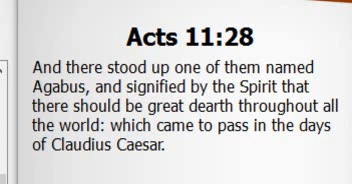 Acts 11:28
And there stood up one of them named
Agabus, and signified by the Spirit that
there should be great dearth throughout all
the world: which came to pass in the days
of Claudius Caesar.